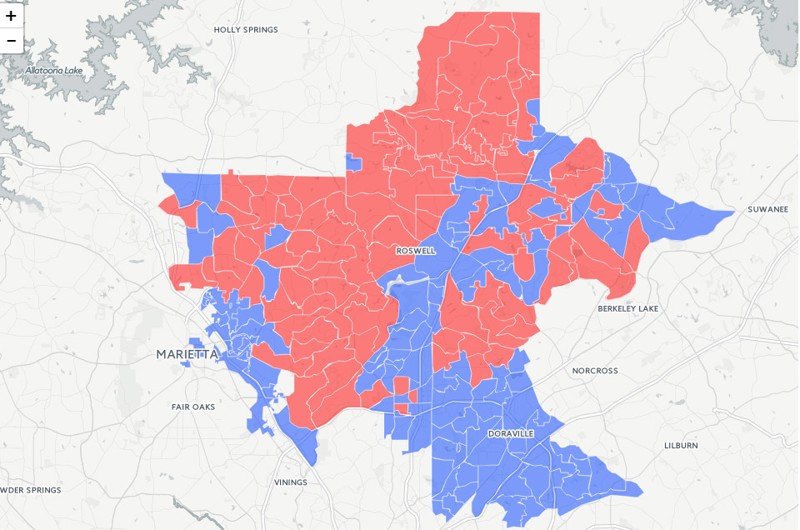 +
HOLLY SPRINGS
−
Allatoona Lake
SUWANEE
ROSWELL
BERKELEY LAKE
MARIETTA
NORCROSS
FAIR OAKS
DORAVILLE
LILBURN
VININGS
WDER SPRINGS